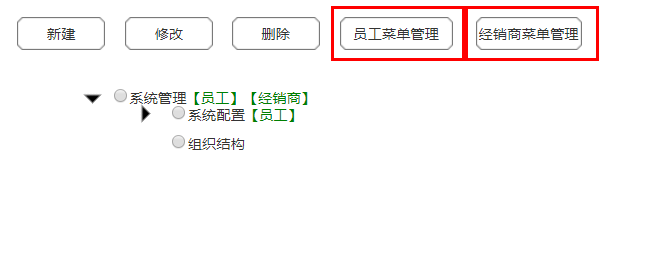 新建 修改 删除 员工菜单管理 经销商菜单管理
系统管理【员工】【经销商】
系统配置【员工】
组织结构